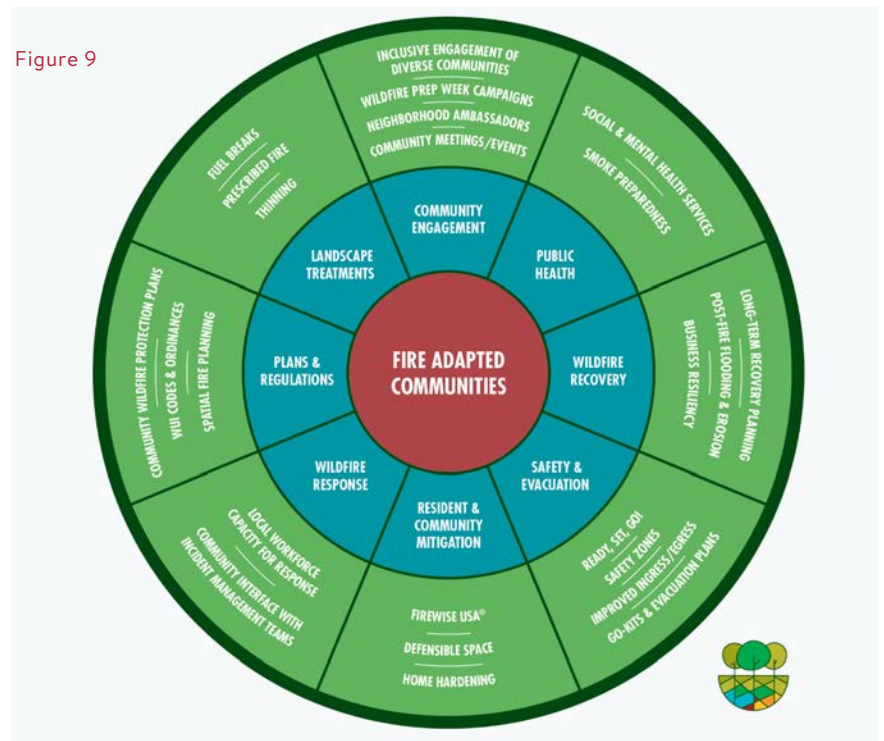 Figure 9
FIRE ADAPTED
COMMUNITIES
COMMUNITY
ENGAGEMENT
INCLUSIVE ENGAGEMENT OF
DIVERSE COMMUNITIES
WILDFIRE PREP WEEK CAMPAIGNS
NEIGHBORHOOD AMBASSADORS
COMMUNITY MEETINGS/EVENTS
PUBLIC
HEALTH
SOCIAL & MENTAL HEALTH SERVICES
SMOKE PREPAREDNESS
WILDFIRE
RECOVERY
LONG-TERM RECOVERY PLANNING
POST-FIRE FLOODING & EROSION
BUSINESS RESILIENCY
SAFETY &
EVACUATION
READY, SET, GO!
SAFETY ZONES
IMPROVED INGRESS/EGRESS
GO-KITS & EVACUATION PLANS
RESIDENT &
COMMUNITY
MITIGATION
FIREWISE USA®
DEFENSIBLE SPACE
HOME HARDENING
WILDFIRE
RESPONSE
LOCAL WORKFORCE
CAPACITY FOR RESPONSE
COMMUNITY INTERFACE WITH
INCIDENT MANAGEMENT TEAMS
PLANS &
REGULATIONS
COMMUNITY WILDFIRE PROTECTION PLANS
WUI CODES & ORDINANCES
SPATIAL FIRE PLANNING
LANDSCAPE
TREATMENTS
FUEL BREAKS
PRESCRIBED FIRE
THINNING